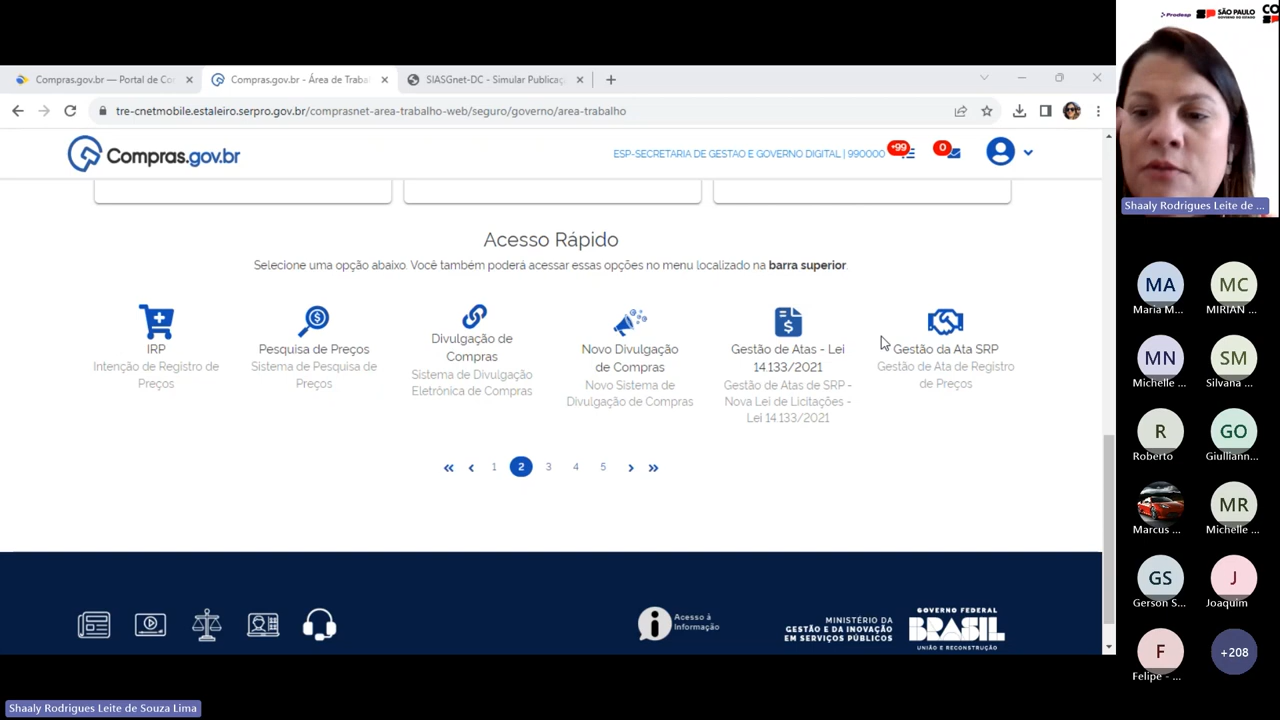 Prodesp
SÃO PAULO
GOVERNO DO ESTADO
Compras.gov.br — Portal de Co
Compras.gov.br - Área de Traba
SIASGnet-DC - Simular Publicaç
tre-cnetmobile.estaleiro.serpro.gov.br/comprasnet-area-trabalho-web/seguro/governo/area-trabalho
Compras.gov.br
ESP-SECRETARIA DE GESTAO E GOVERNO DIGITAL | 990000
+99
0
Acesso Rápido
Selecione uma opção abaixo. Você também poderá acessar essas opções no menu localizado na barra superior.
IRP
Intenção de Registro de
Preços
Pesquisa de Preços
Sistema de Pesquisa de
Preços
Divulgação de
Compras
Sistema de Divulgação
Eletrônica de Compras
Novo Divulgação
de Compras
Novo Sistema de
Divulgação de Compras
Gestão de Atas - Lei
14.133/2021
Gestão de Atas de SRP -
Nova Lei de Licitações -
Lei 14.133/2021
Gestão da Ata SRP
Gestão de Ata de Registro
de Preços
« ‹ 1 2 3 4 5 › »
Acesso à
Informação
MINISTÉRIO DA
GESTÃO E DA INOVAÇÃO
EM SERVIÇOS PÚBLICOS
GOVERNO FEDERAL
BRASIL
UNIÃO E RECONSTRUÇÃO
Shaaly Rodrigues Leite de ...
MA
Maria M...
MC
MIRIAN ...
MN
Michelle ...
SM
Silvana ...
R
Roberto
GO
Giulliann...
Marcus ...
MR
Michelle ...
GS
Gerson S...
J
Joaquim
F
Felipe - ...
+208
Shaaly Rodrigues Leite de Souza Lima